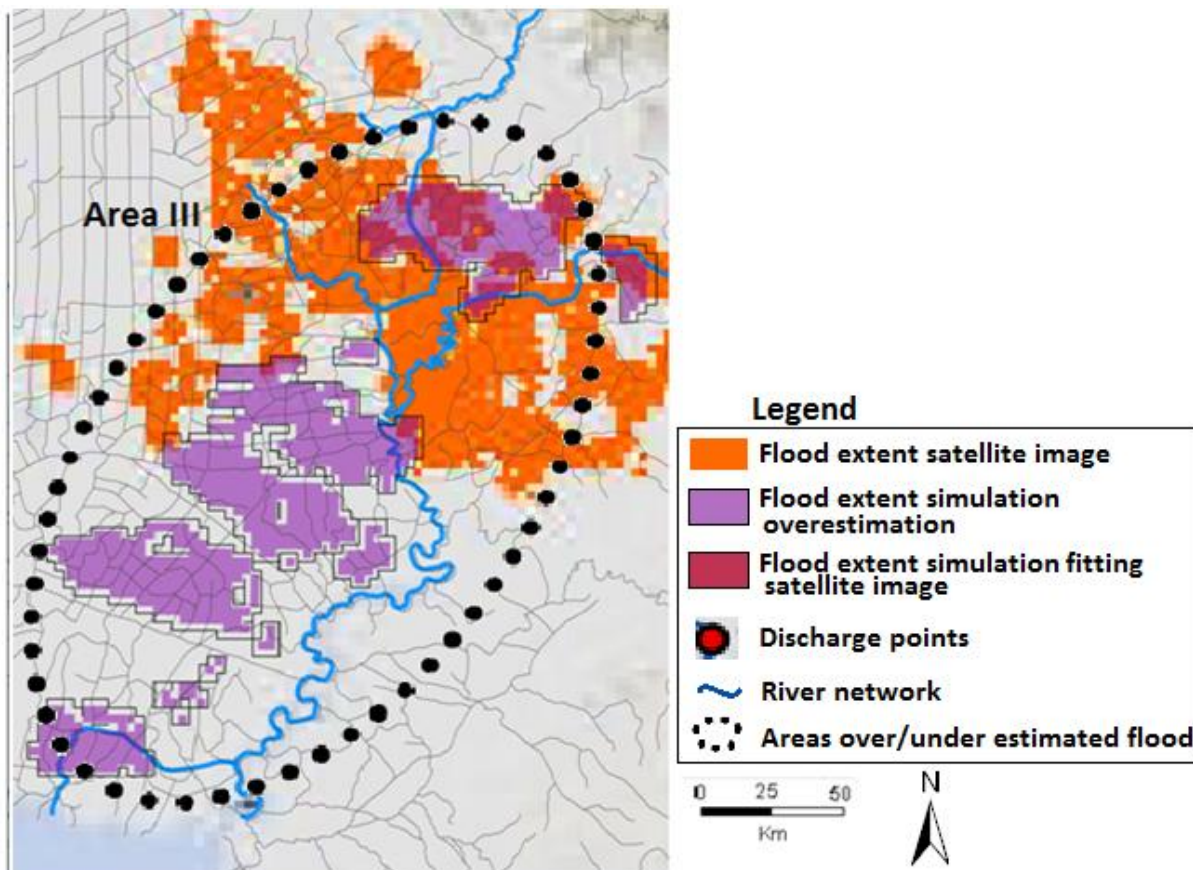 Area III
Legend
Flood extent satellite image
Flood extent simulation
overestimation
Flood extent simulation fitting
satellite image
Discharge points
River network
Areas over/under estimated flood
0 25 50
Km
N